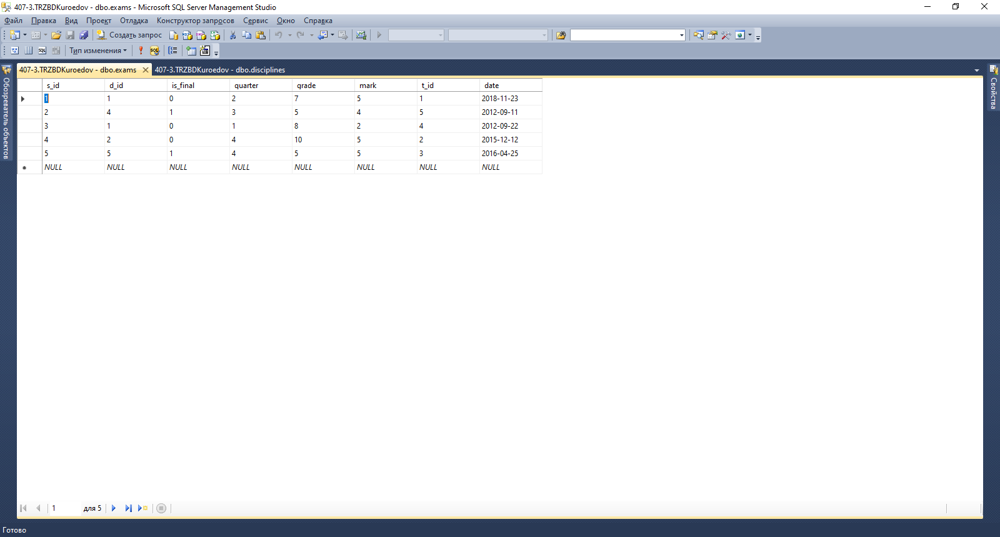 407-3.TRZBDKuroedov - dbo.exams - Microsoft SQL Server Management Studio
Файл Правка Вид Проект Отладка Конструктор запросов Сервис Окно Справка
Создать запрос
Тип изменения
407-3.TRZBDKuroedov - dbo.exams 407-3.TRZBDKuroedov - dbo.disciplines
Обозреватель объектов
Свойства
s_id d_id is_final quarter grade mark t_id date
1 1 0 2 7 5 1 2018-11-23
2 4 1 3 5 4 5 2012-09-11
3 1 0 1 8 2 4 2012-09-22
4 2 0 4 10 5 2 2015-12-12
5 5 1 4 5 5 3 2016-04-25
NULL NULL NULL NULL NULL NULL NULL NULL
1 для 5
Готово